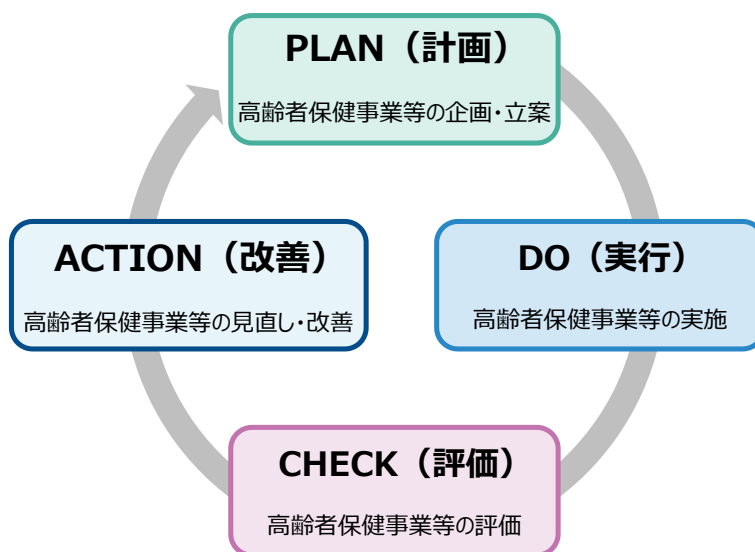 PLAN（計画）
高齢者保健事業等の企画・立案
ACTION（改善）
高齢者保健事業等の見直し・改善
DO（実行）
高齢者保健事業等の実施
CHECK（評価）
高齢者保健事業等の評価